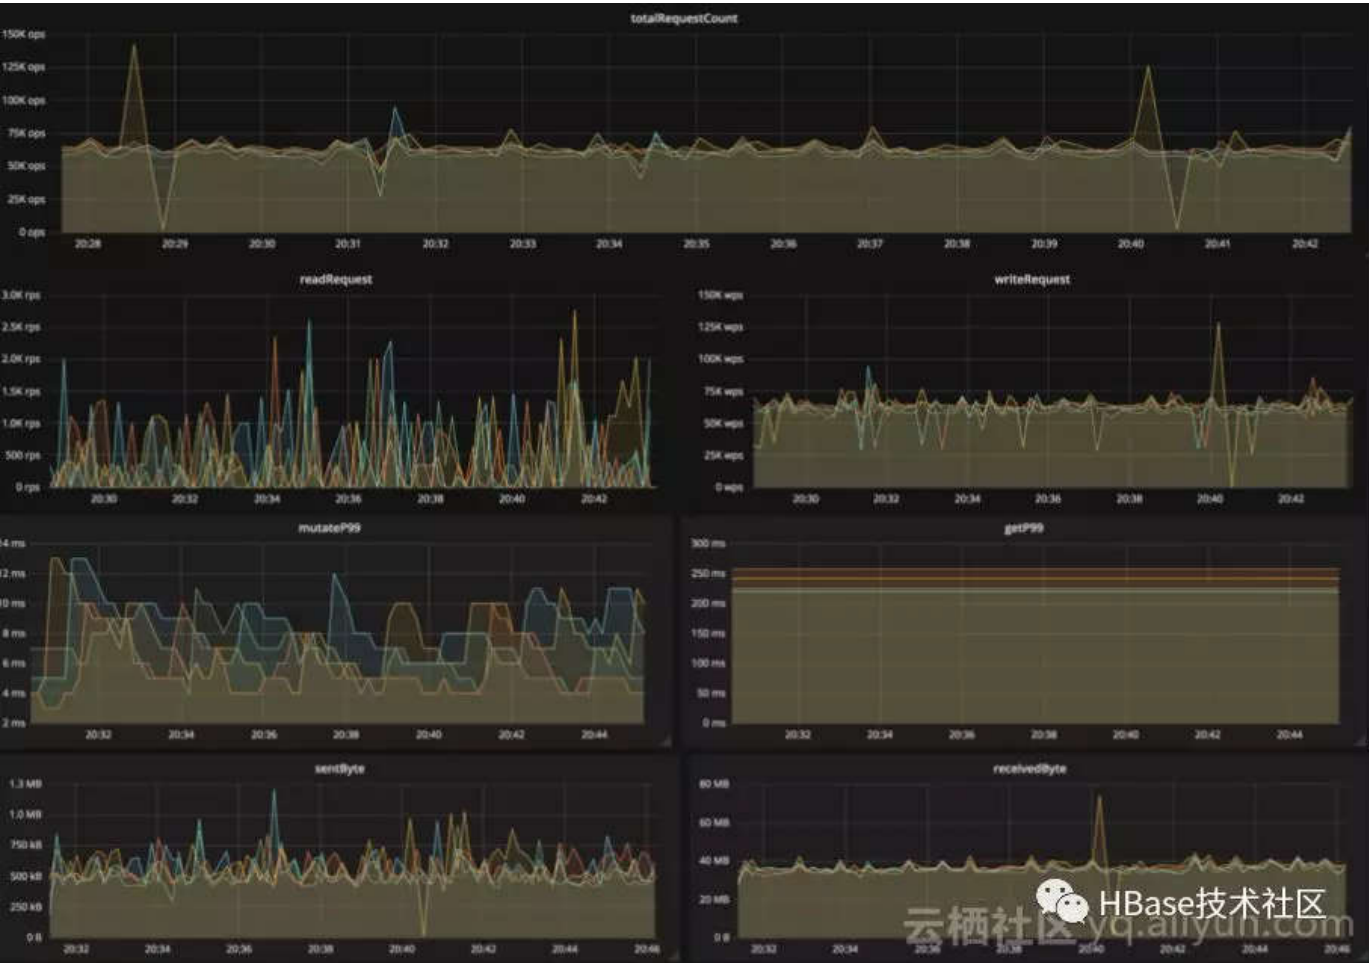 totalRequestCount
150K ops
125K ops
100K ops
75K ops
50K ops
25K ops
0 ops
20:28 20:29 20:30 20:31 20:32 20:33 20:34 20:35 20:36 20:37 20:38 20:39 20:40 20:41 20:42
readRequest
3.0K rps
2.5K rps
2.0K rps
1.5K rps
1.0K rps
500 rps
0 rps
20:30 20:32 20:34 20:36 20:38 20:40 20:42
writeRequest
150K wps
125K wps
100K wps
75K wps
50K wps
25K wps
0 wps
20:30 20:32 20:34 20:36 20:38 20:40 20:42
mutateP99
4 ms
2 ms
0 ms
8 ms
6 ms
4 ms
2 ms
20:32 20:34 20:36 20:38 20:40 20:42 20:44
getP99
300 ms
250 ms
200 ms
150 ms
100 ms
50 ms
0 ms
20:32 20:34 20:36 20:38 20:40 20:42 20:44
sentByte
1.3 MB
1.0 MB
750 kB
500 kB
250 kB
0 B
20:32 20:34 20:36 20:38 20:40 20:42 20:44 20:46
receivedByte
80 MB
60 MB
40 MB
20 MB
0 B
20:32 20:34 20:36 20:38 20:40 20:42 20:44 20:46
HBase技术社区
云栖社区 yq.aliyun.com